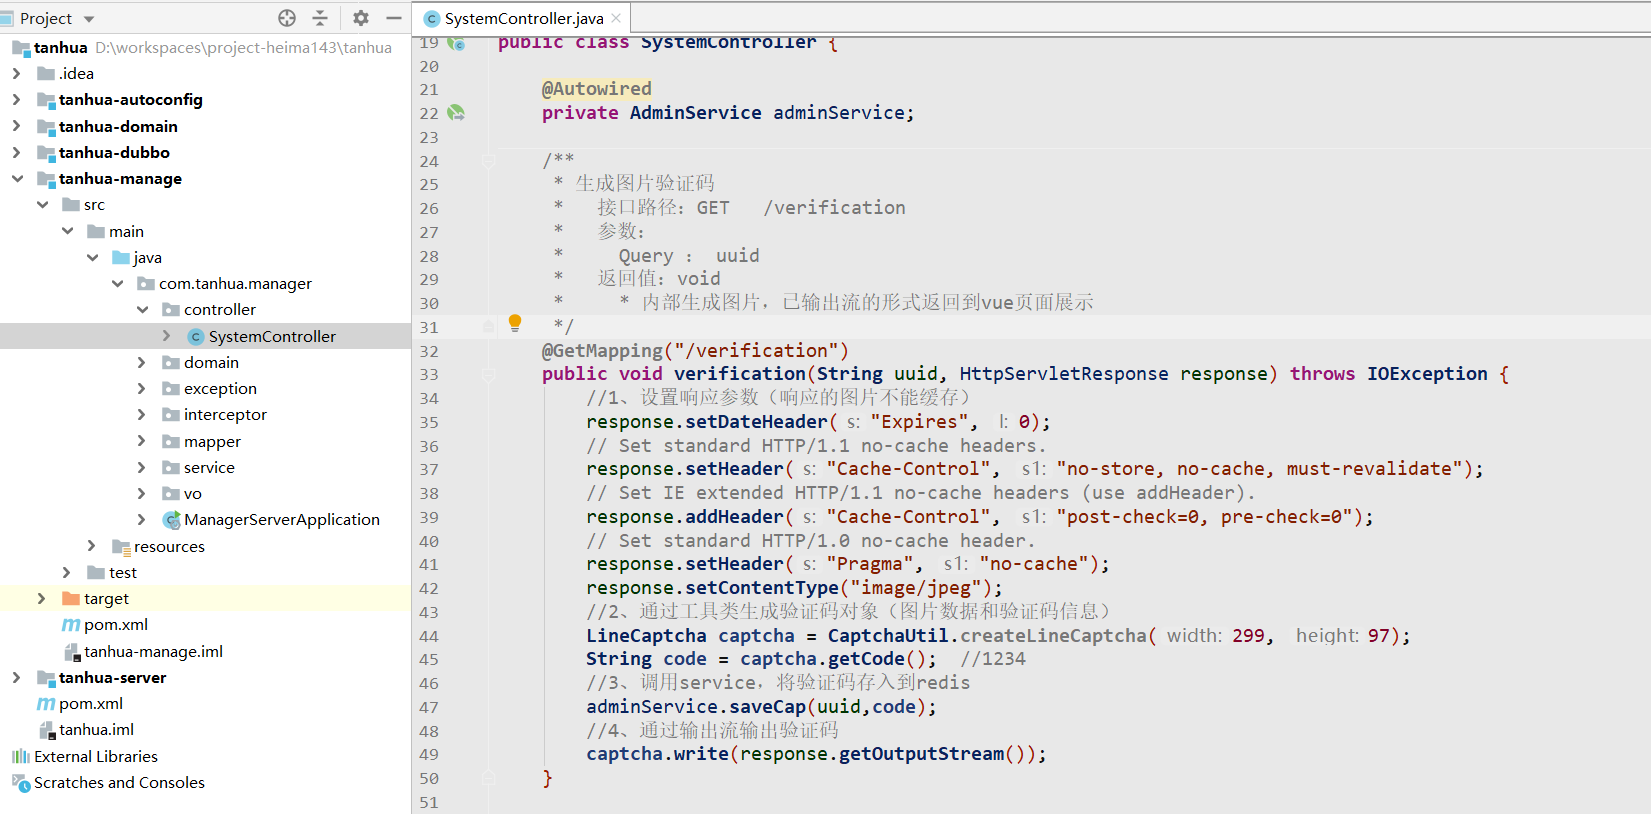 Project
tanhua D:\workspaces\project-heima143\tanhua
.idea
tanhua-autoconfig
tanhua-domain
tanhua-dubbo
tanhua-manage
src
main
java
com.tanhua.manager
controller
SystemController
domain
exception
interceptor
mapper
service
vo
ManagerServerApplication
resources
test
target
pom.xml
tanhua-manage.iml
tanhua-server
pom.xml
tanhua.iml
External Libraries
Scratches and Consoles
SystemController.java
19 public class SystemController {
20
21 @Autowired
22 private AdminService adminService;
23
24 /**
25 * 生成图片验证码
26 * 接口路径：GET /verification
27 * 参数：
28 * Query ： uuid
29 * 返回值：void
30 * * 内部生成图片，已输出流的形式返回到vue页面展示
31 */
32 @GetMapping("/verification")
33 public void verification(String uuid, HttpServletResponse response) throws IOException {
34 //1、设置响应参数（响应的图片不能缓存）
35 response.setDateHeader( s: "Expires", l: 0);
36 // Set standard HTTP/1.1 no-cache headers.
37 response.setHeader( s: "Cache-Control", s1: "no-store, no-cache, must-revalidate");
38 // Set IE extended HTTP/1.1 no-cache headers (use addHeader).
39 response.addHeader( s: "Cache-Control", s1: "post-check=0, pre-check=0");
40 // Set standard HTTP/1.0 no-cache header.
41 response.setHeader( s: "Pragma", s1: "no-cache");
42 response.setContentType("image/jpeg");
43 //2、通过工具类生成验证码对象（图片数据和验证码信息）
44 LineCaptcha captcha = CaptchaUtil.createLineCaptcha( width: 299, height: 97);
45 String code = captcha.getCode(); //1234
46 //3、调用service，将验证码存入到redis
47 adminService.saveCap(uuid,code);
48 //4、通过输出流输出验证码
49 captcha.write(response.getOutputStream());
50 }
51